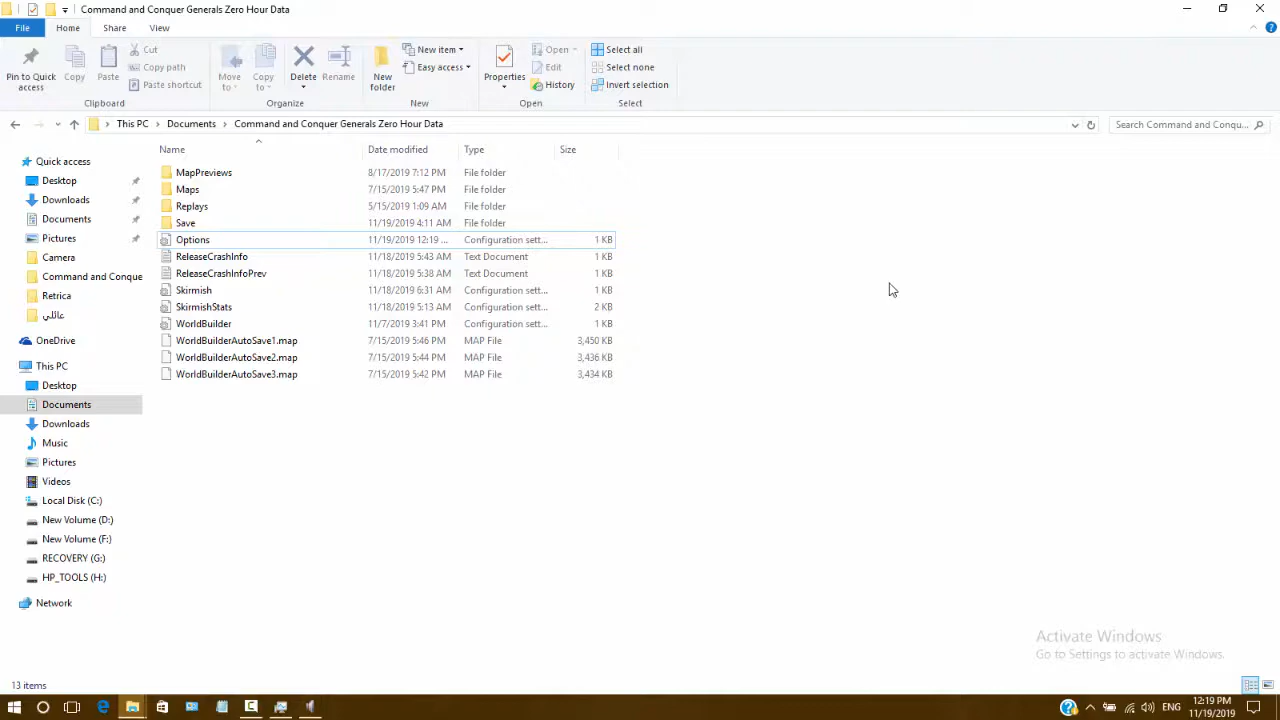 Command and Conquer Generals Zero Hour Data
File Home Share View
Pin to Quick access
Copy
Paste
Cut
Copy path
Paste shortcut
Clipboard
Move to
Copy to
Delete
Rename
Organize
New folder
New item
Easy access
New
Properties
Open
Edit
History
Open
Select all
Select none
Invert selection
Select
This PC Documents Command and Conquer Generals Zero Hour Data
Search Command and Conqu...
Quick access
Desktop
Downloads
Documents
Pictures
Camera
Command and Conque
Retrica
عائلي
OneDrive
This PC
Desktop
Documents
Downloads
Music
Pictures
Videos
Local Disk (C:)
New Volume (D:)
New Volume (F:)
RECOVERY (G:)
HP_TOOLS (H:)
Network
Name Date modified Type Size
MapPreviews 8/17/2019 7:12 PM File folder
Maps 7/15/2019 5:47 PM File folder
Replays 5/15/2019 1:09 AM File folder
Save 11/19/2019 4:11 AM File folder
Options 11/19/2019 12:19 ... Configuration sett... 1 KB
ReleaseCrashInfo 11/18/2019 5:43 AM Text Document 1 KB
ReleaseCrashInfoPrev 11/18/2019 5:38 AM Text Document 1 KB
Skirmish 11/18/2019 6:31 AM Configuration sett... 1 KB
SkirmishStats 11/18/2019 5:13 AM Configuration sett... 2 KB
WorldBuilder 11/7/2019 3:41 PM Configuration sett... 1 KB
WorldBuilderAutoSave1.map 7/15/2019 5:46 PM MAP File 3,450 KB
WorldBuilderAutoSave2.map 7/15/2019 5:44 PM MAP File 3,436 KB
WorldBuilderAutoSave3.map 7/15/2019 5:42 PM MAP File 3,434 KB
Activate Windows
Go to Settings to activate Windows.
13 items
ENG
12:19 PM
11/19/2019